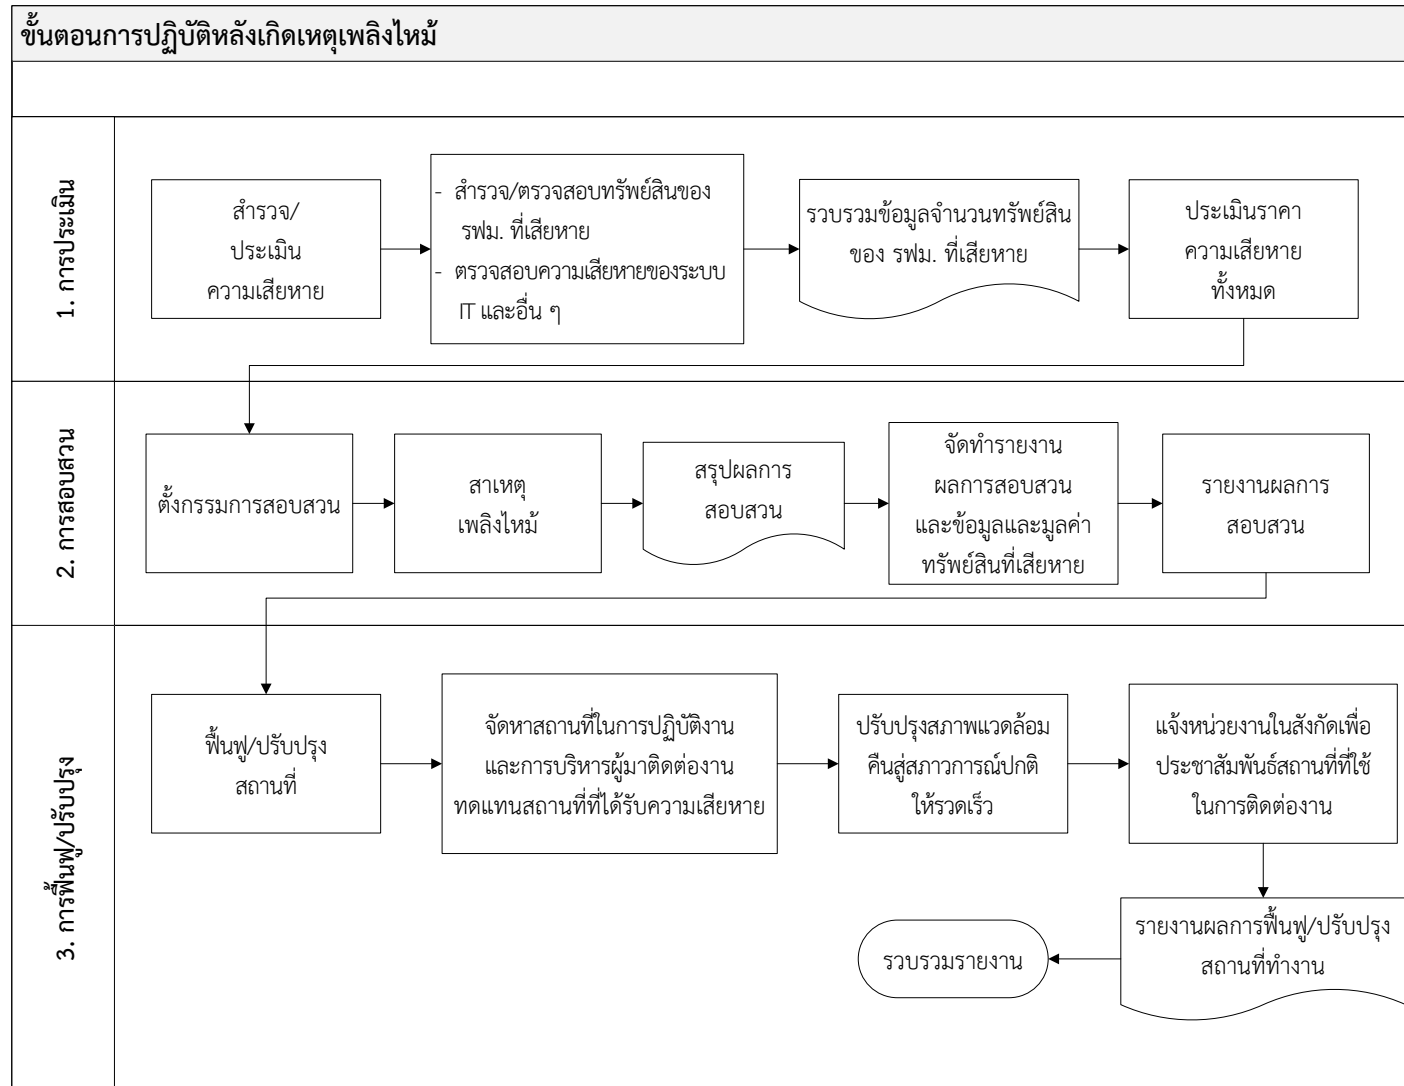 ขั้นตอนการปฏิบัติหลังเกิดเหตุเพลิงไหม้
1. การประเมิน
สำรวจ/
ประเมิน
ความเสียหาย
- สำรวจ/ตรวจสอบทรัพย์สินของ
รฟม. ที่เสียหาย
- ตรวจสอบความเสียหายของระบบ
IT และอื่น ๆ
รวบรวมข้อมูลจำนวนทรัพย์สิน
ของ รฟม. ที่เสียหาย
ประเมินราคา
ความเสียหาย
ทั้งหมด
2. การสอบสวน
ตั้งกรรมการสอบสวน
สาเหตุ
เพลิงไหม้
สรุปผลการ
สอบสวน
จัดทำรายงาน
ผลการสอบสวน
และข้อมูลและมูลค่า
ทรัพย์สินที่เสียหาย
รายงานผลการ
สอบสวน
3. การฟื้นฟู/ปรับปรุง
ฟื้นฟู/ปรับปรุง
สถานที่
จัดหาสถานที่ในการปฏิบัติงาน
และการบริหารผู้มาติดต่องาน
ทดแทนสถานที่ที่ได้รับความเสียหาย
ปรับปรุงสภาพแวดล้อม
คืนสู่สภาวการณ์ปกติ
ให้รวดเร็ว
แจ้งหน่วยงานในสังกัดเพื่อ
ประชาสัมพันธ์สถานที่ที่ใช้
ในการติดต่องาน
รายงานผลการฟื้นฟู/ปรับปรุง
สถานที่ทำงาน
รวบรวมรายงาน